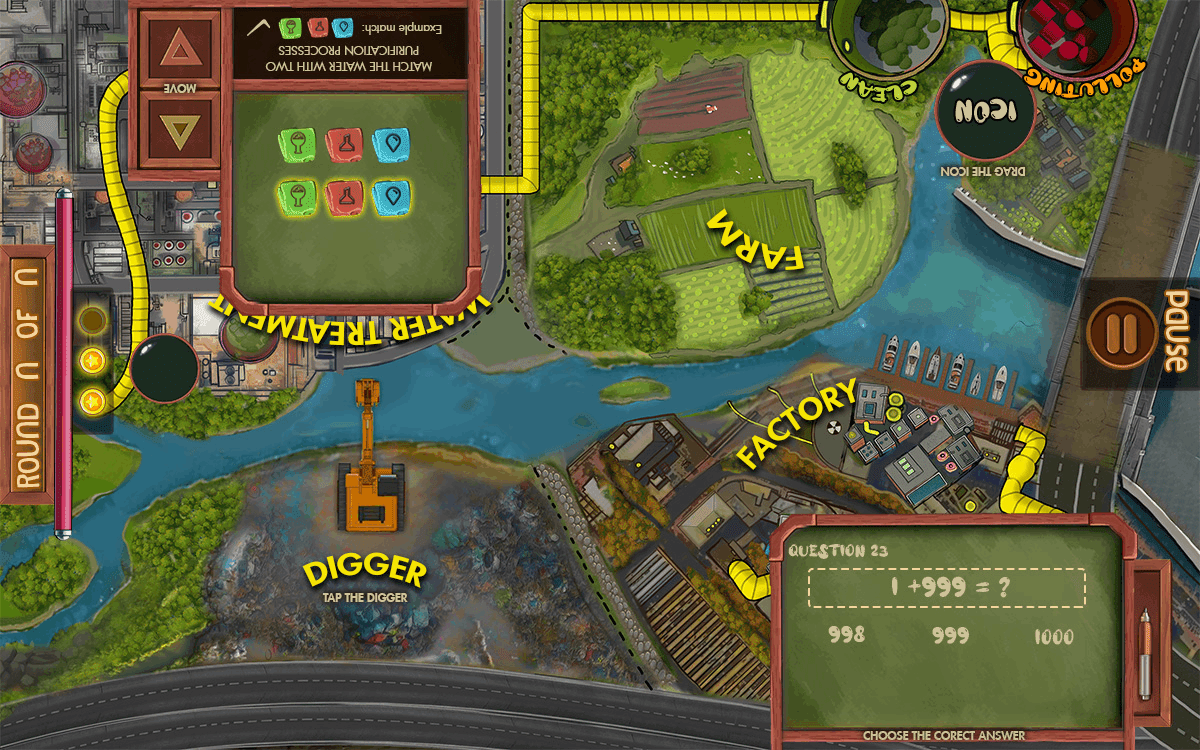 Example match:
MATCH THE WATER WITH TWO
PURIFICATION PROCESSES
MOVE
CLEAN
POLLUTING
ICON
DRAG THE ICON
FARM
WATER TREATMENT
ROUND n OF n
pause
FACTORY
DIGGER
TAP THE DIGGER
QUESTION 23
1 +999 = ?
998 999 1000
CHOOSE THE CORECT ANSWER